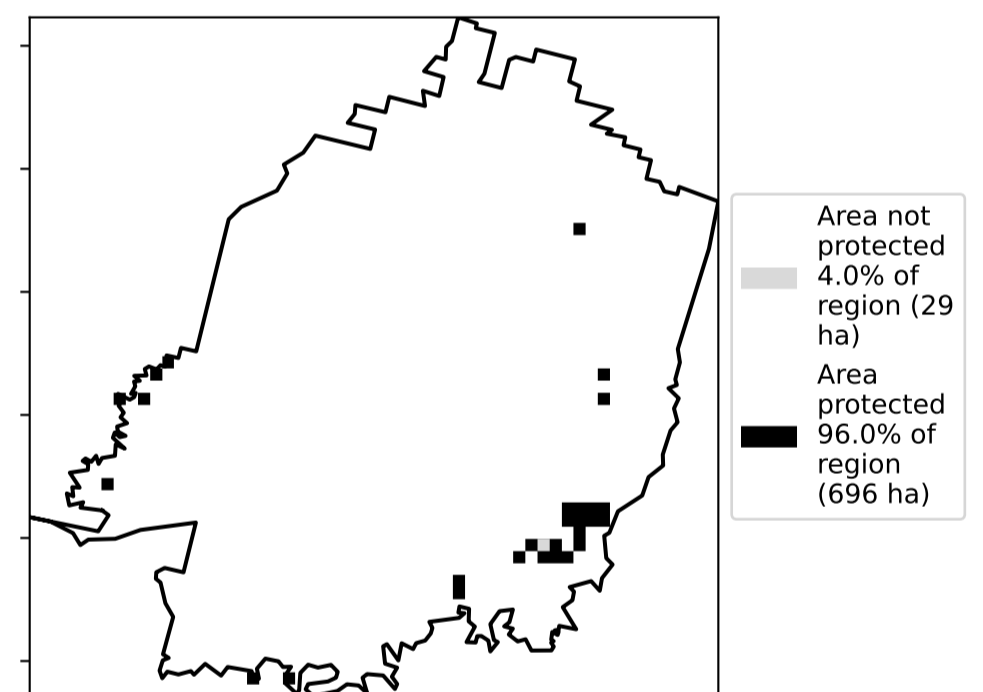 Area not
protected
4.0% of
region (29
ha)
Area
protected
96.0% of
region
(696 ha)